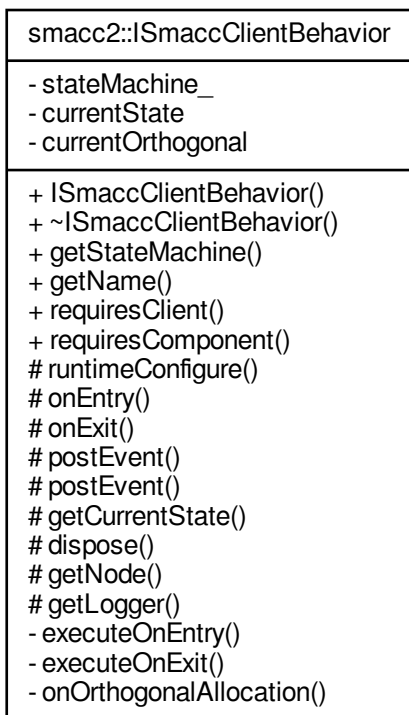 smacc2::ISmaccClientBehavior
- stateMachine_
- currentState
- currentOrthogonal
+ ISmaccClientBehavior()
+ ~ISmaccClientBehavior()
+ getStateMachine()
+ getName()
+ requiresClient()
+ requiresComponent()
# runtimeConfigure()
# onEntry()
# onExit()
# postEvent()
# postEvent()
# getCurrentState()
# dispose()
# getNode()
# getLogger()
- executeOnEntry()
- executeOnExit()
- onOrthogonalAllocation()